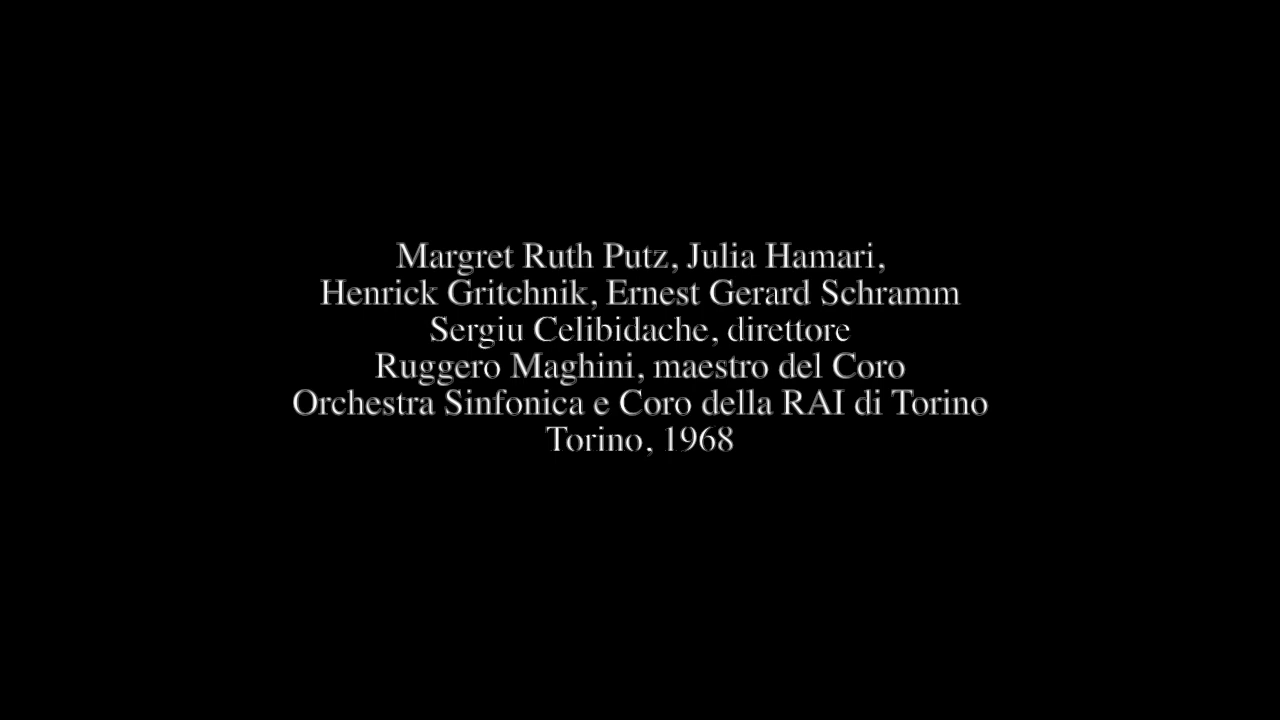 Margret Ruth Putz, Julia Hamari,
Henrick Gritchnik, Ernest Gerard Schramm
Sergiu Celibidache, direttore
Ruggero Maghini, maestro del Coro
Orchestra Sinfonica e Coro della RAI di Torino
Torino, 1968